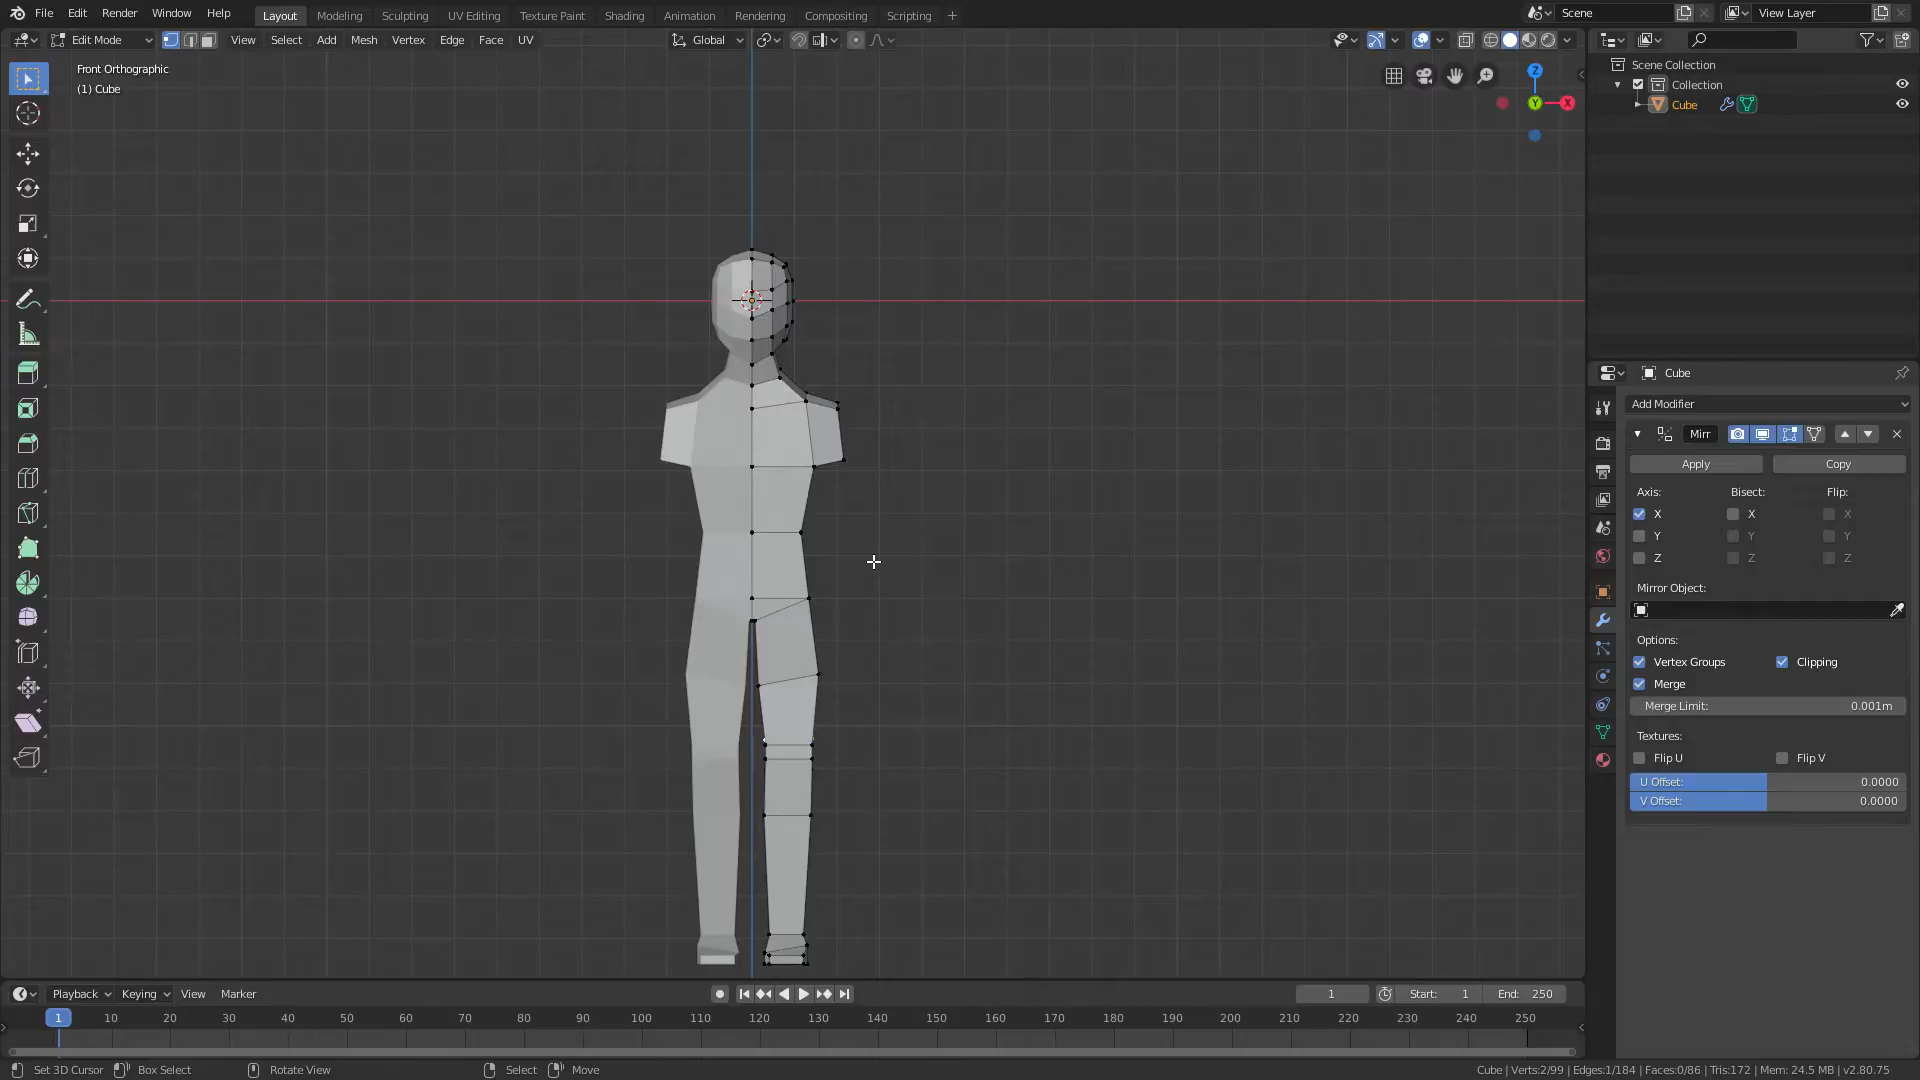 File Edit Render Window Help Layout Modeling Sculpting UV Editing Texture Paint Shading Animation Rendering Compositing Scripting + Scene View Layer
Edit Mode View Select Add Mesh Vertex Edge Face UV Global
Front Orthographic
(1) Cube
Z
Y
X
Scene Collection
Collection
Cube
Cube
Add Modifier
Mirr
Apply Copy
Axis: Bisect: Flip:
X X X
Y Y Y
Z Z Z
Mirror Object:
Options:
Vertex Groups Clipping
Merge
Merge Limit: 0.001m
Textures:
Flip U Flip V
U Offset: 0.0000
V Offset: 0.0000
Playback Keying View Marker 1 Start: 1 End: 250
1 10 20 30 40 50 60 70 80 90 100 110 120 130 140 150 160 170 180 190 200 210 220 230 240 250
Set 3D Cursor Box Select Rotate View Select Move Cube | Verts:2/99 | Edges:1/184 | Faces:0/86 | Tris:172 | Mem: 24.5 MB | v2.80.75